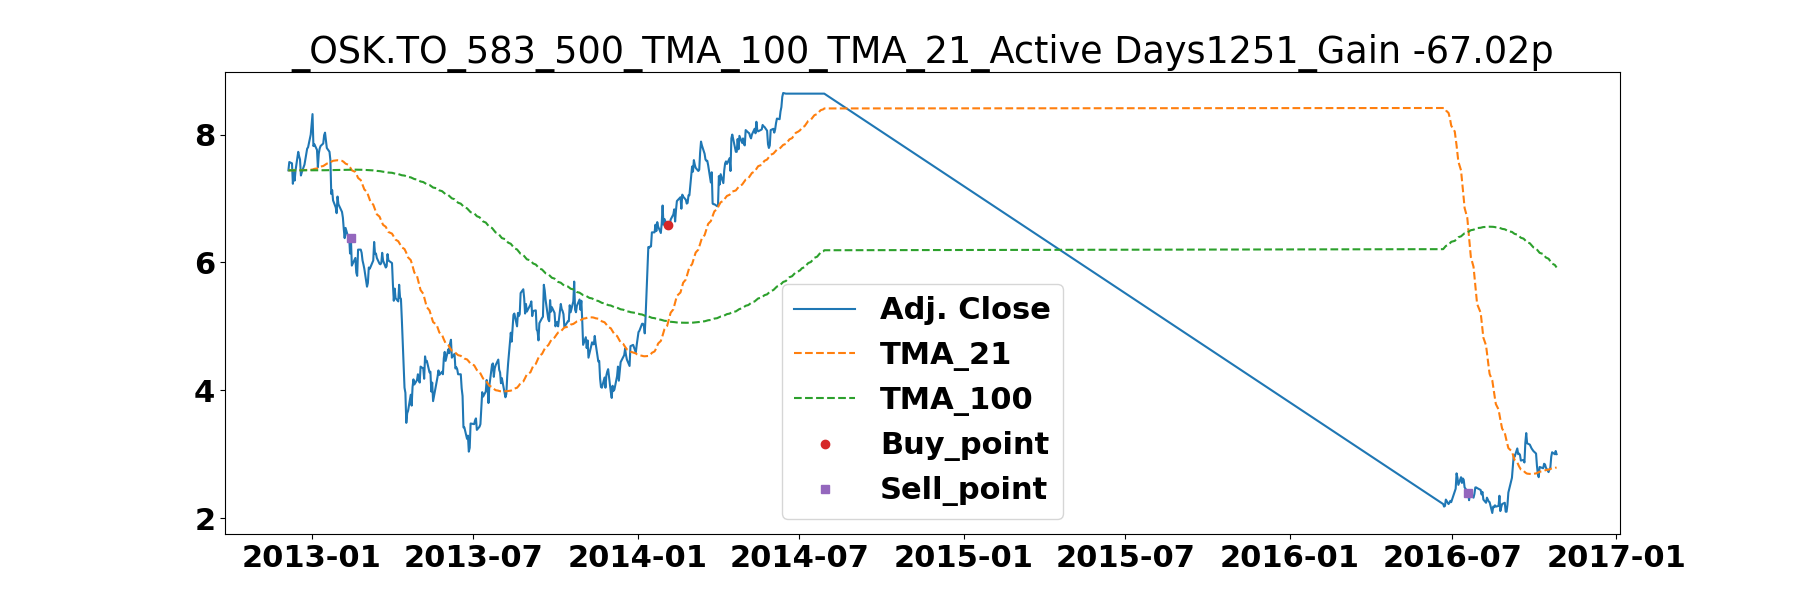 _OSK.TO_583_500_TMA_100_TMA_21_Active Days1251_Gain -67.02p
8
6
4
2
Adj. Close
TMA_21
TMA_100
Buy_point
Sell_point
2013-01 2013-07 2014-01 2014-07 2015-01 2015-07 2016-01 2016-07 2017-01